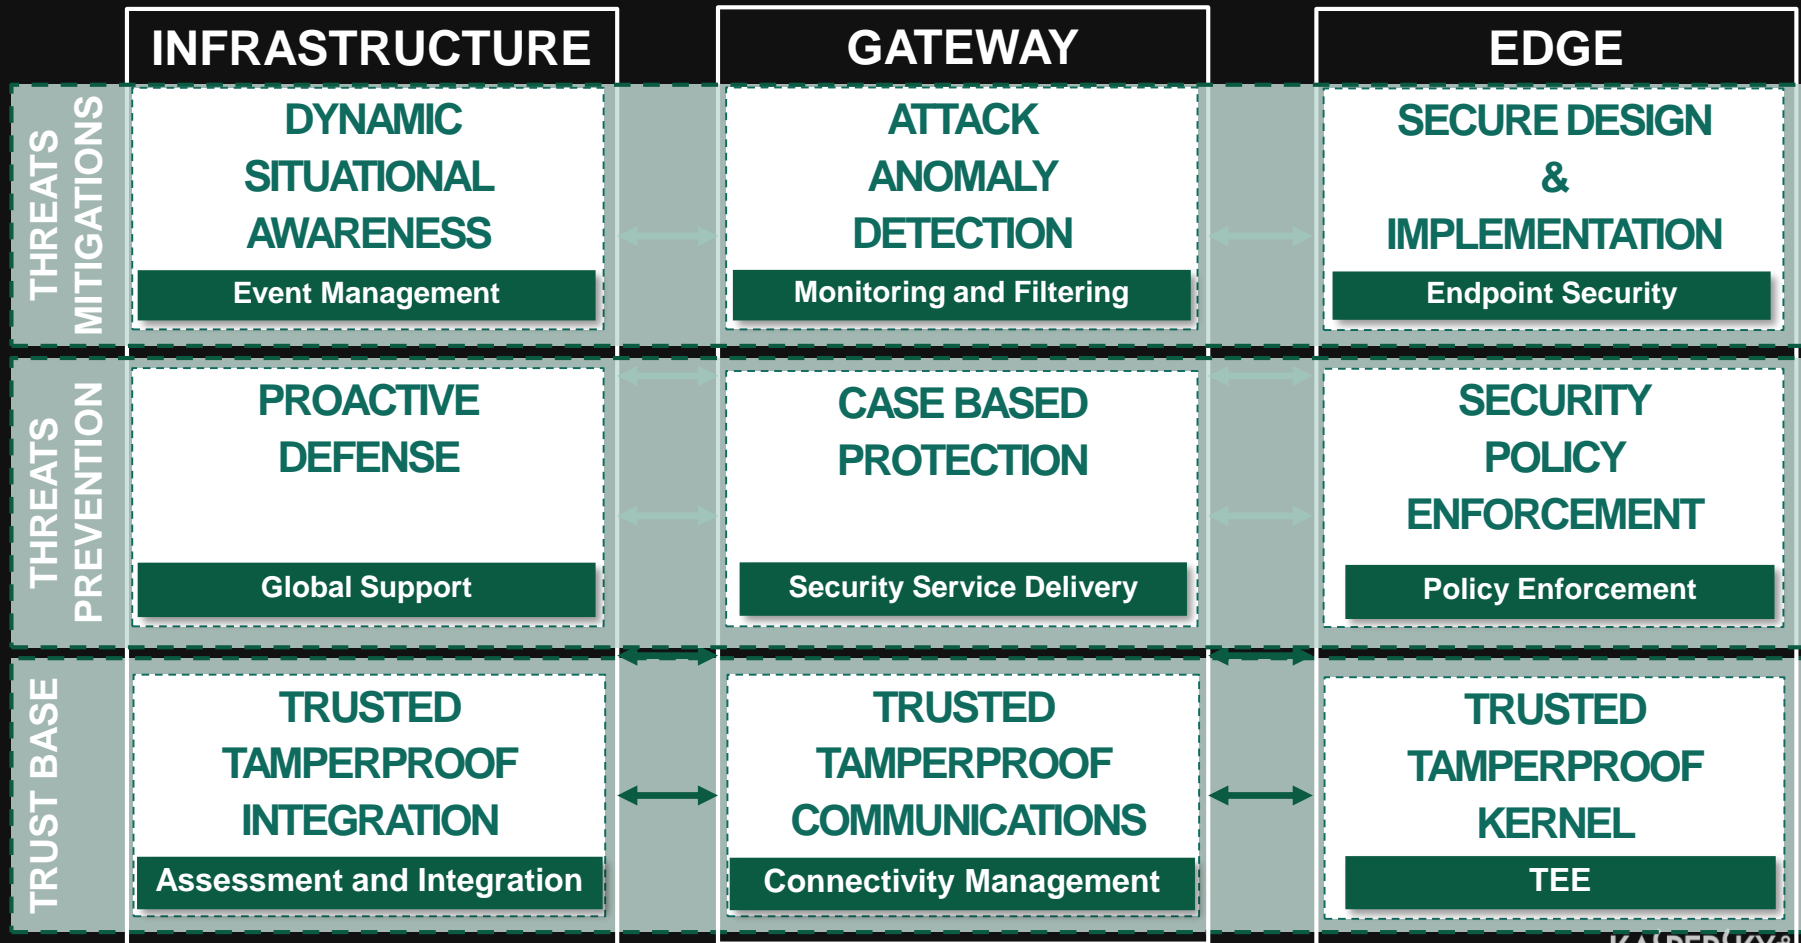 INFRASTRUCTURE
GATEWAY
EDGE
THREATS
MITIGATIONS
DYNAMIC
SITUATIONAL
AWARENESS
Event Management
ATTACK
ANOMALY
DETECTION
Monitoring and Filtering
SECURE DESIGN
&
IMPLEMENTATION
Endpoint Security
THREATS
PREVENTION
PROACTIVE
DEFENSE
Global Support
CASE BASED
PROTECTION
Security Service Delivery
SECURITY
POLICY
ENFORCEMENT
Policy Enforcement
TRUST BASE
TRUSTED
TAMPERPROOF
INTEGRATION
Assessment and Integration
TRUSTED
TAMPERPROOF
COMMUNICATIONS
Connectivity Management
TRUSTED
TAMPERPROOF
KERNEL
TEE